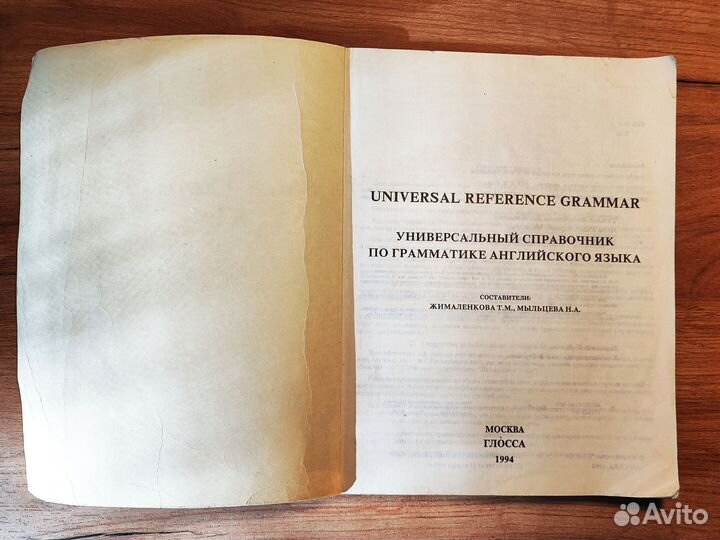 UNIVERSAL REFERENCE GRAMMAR
УНИВЕРСАЛЬНЫЙ СПРАВОЧНИК
ПО ГРАММАТИКЕ АНГЛИЙСКОГО ЯЗЫКА
СОСТАВИТЕЛИ:
ЖИМАЛЕНКОВА Т.М., МЫЛЬЦЕВА Н.А.
МОСКВА
ГЛОССА
1994
Avito